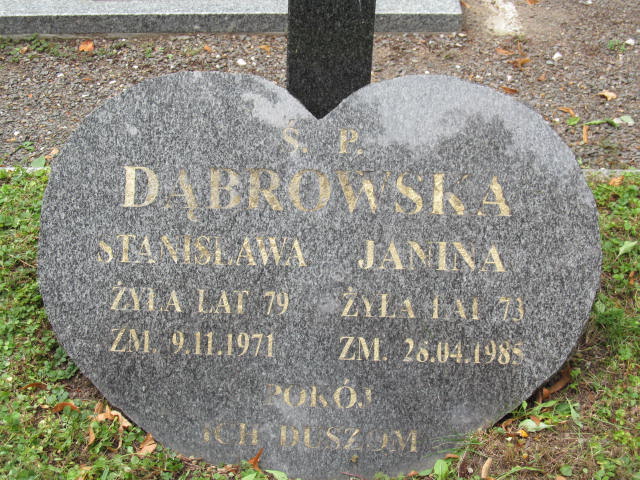 Ś. P.
DĄBROWSKA
STANISŁAWA JANINA
ŻYŁA LAT 79 ŻYŁA LAT 73
ZM. 9.11.1971 ZM. 28.04.1985
POKÓJ
ICH DUSZOM